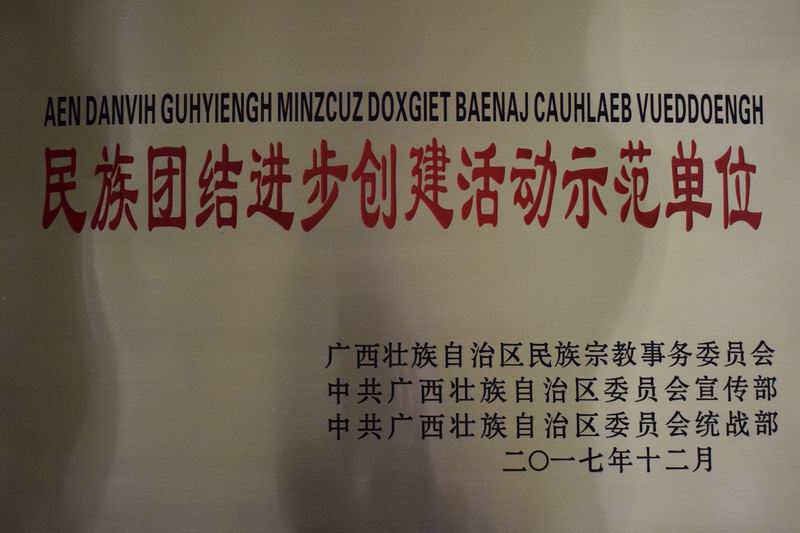 AEN DANVIH GUHYIENGH MINZCUZ DOXGIET BAENAJ CAUHLAEB VUEDDOENGH
民族团结进步创建活动示范单位
广西壮族自治区民族宗教事务委员会
中共广西壮族自治区委员会宣传部
中共广西壮族自治区委员会统战部
二〇一七年十二月